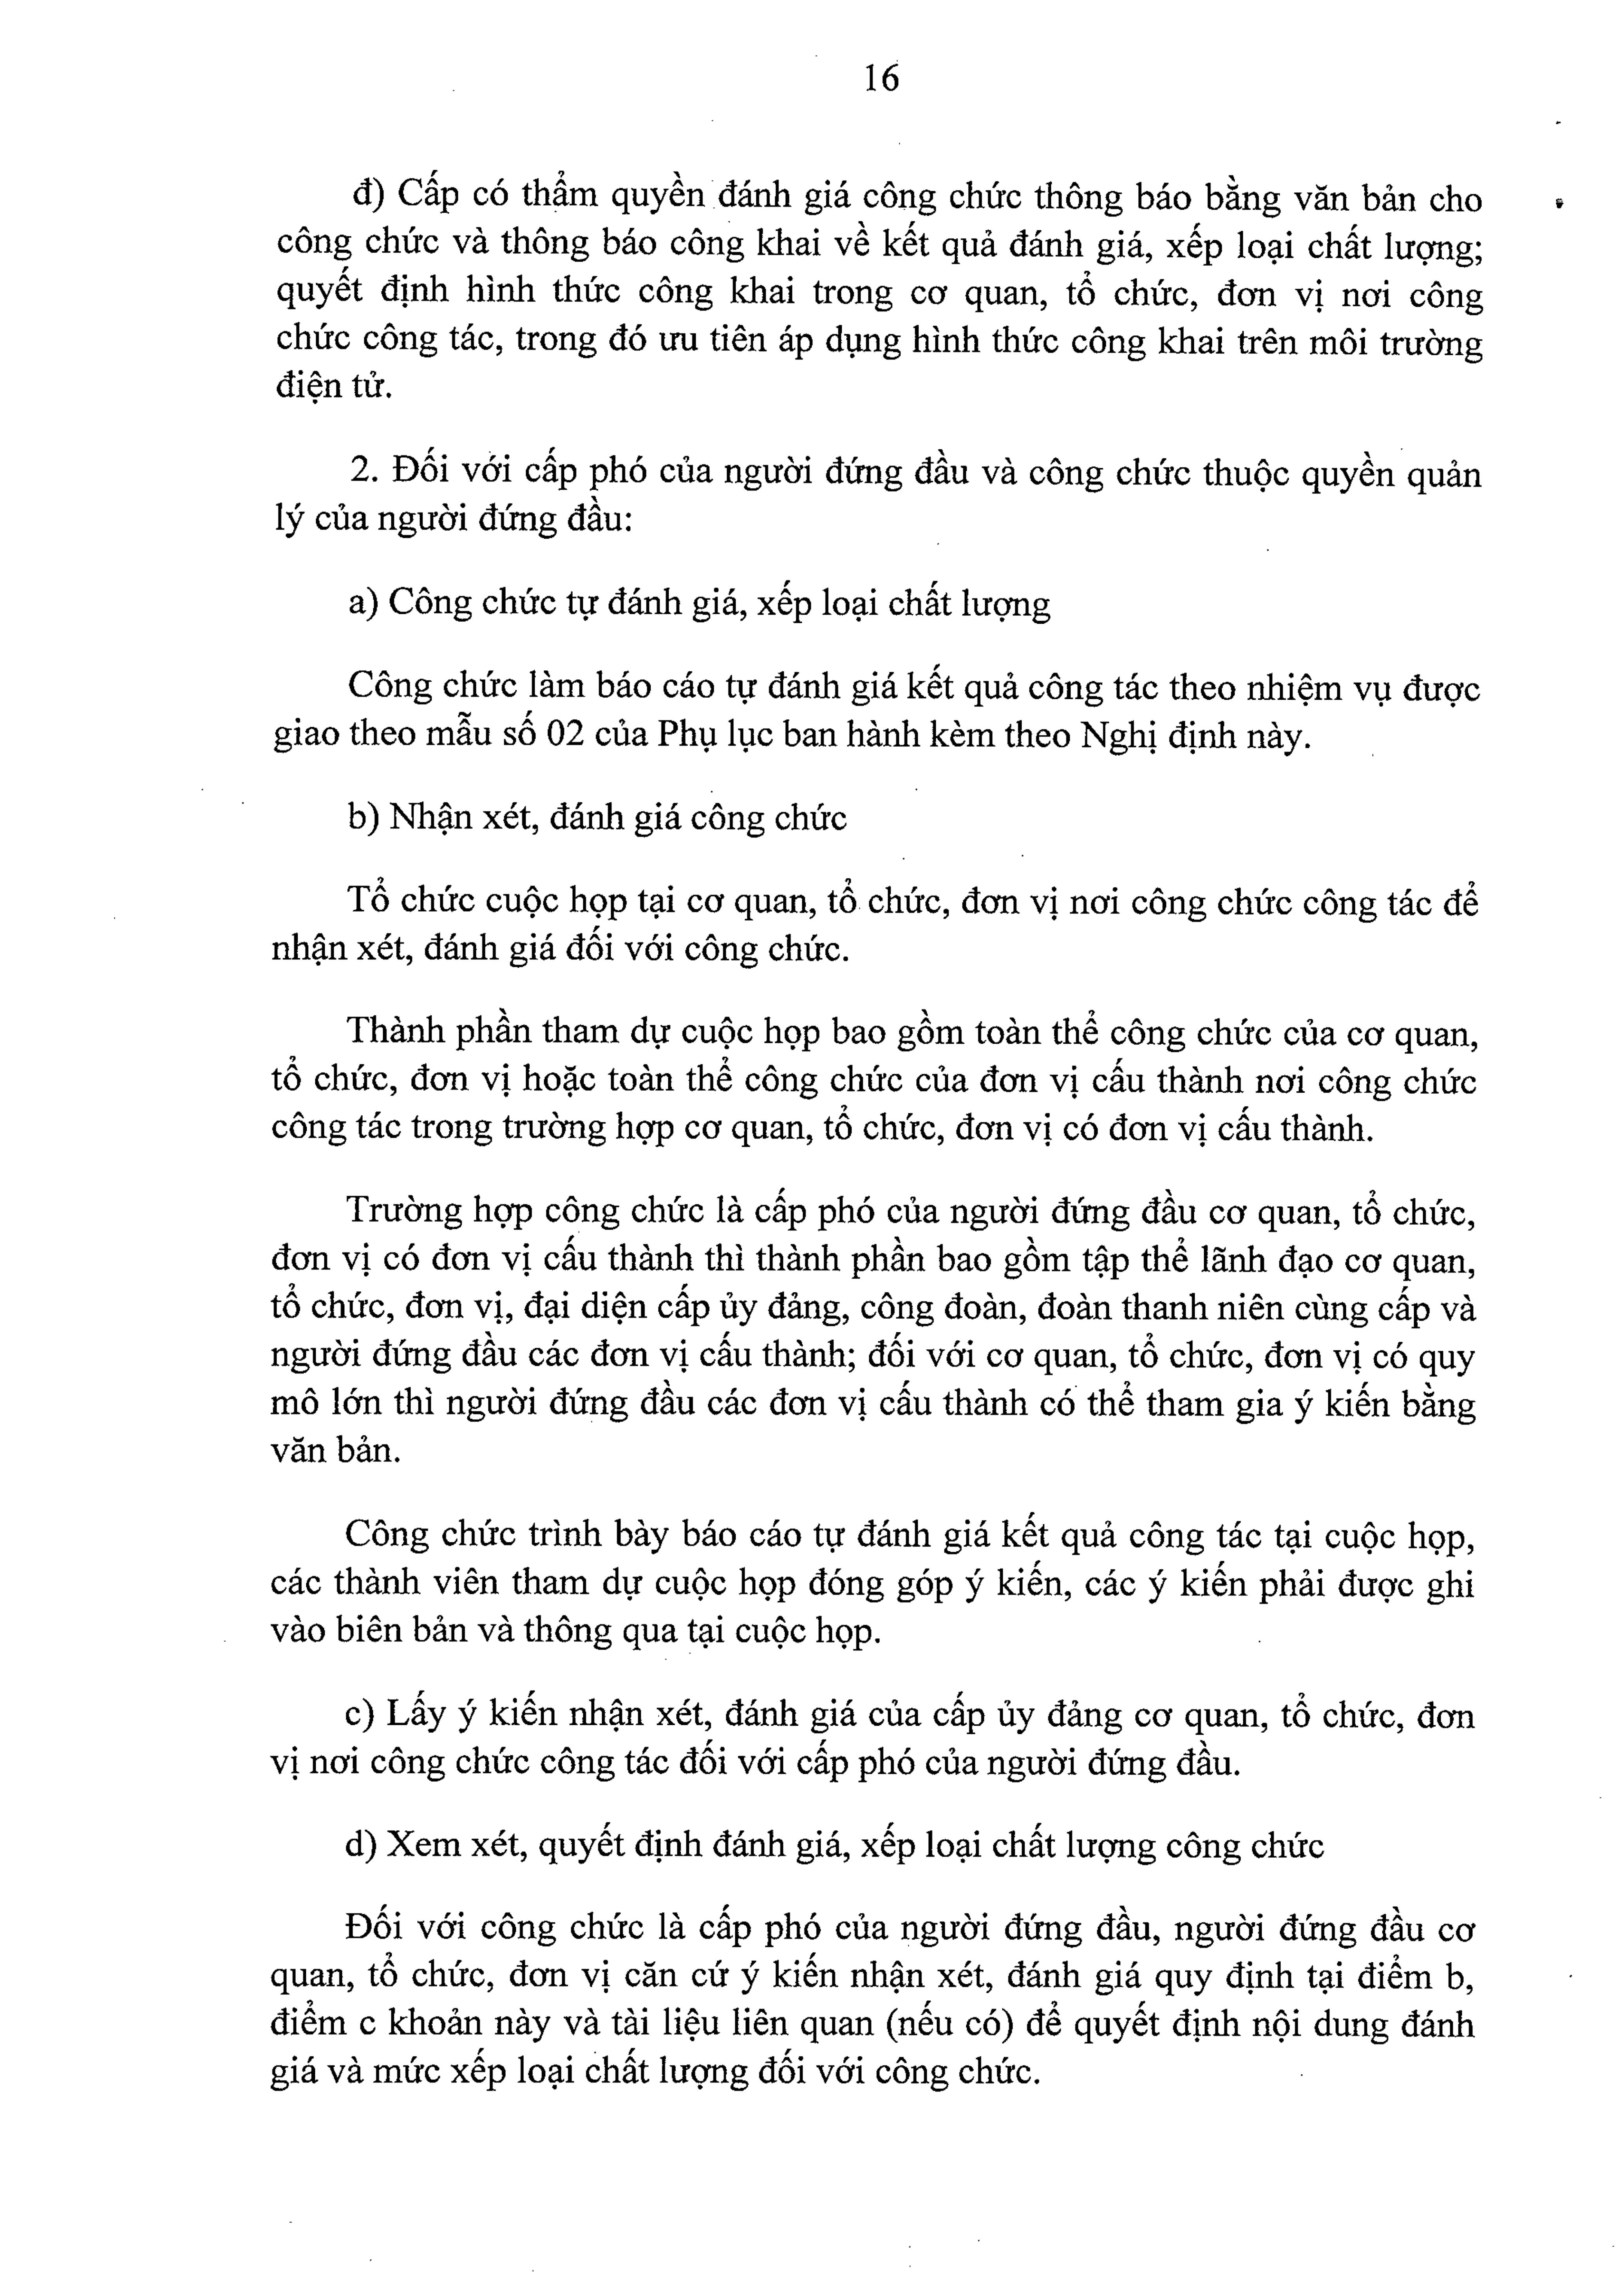 16
đ) Cấp có thẩm quyền đánh giá công chức thông báo bằng văn bản cho
công chức và thông báo công khai về kết quả đánh giá, xếp loại chất lượng;
quyết định hình thức công khai trong cơ quan, tổ chức, đơn vị nơi công
chức công tác, trong đó ưu tiên áp dụng hình thức công khai trên môi trường
điện tử.
2. Đối với cấp phó của người đứng đầu và công chức thuộc quyền quản
lý của người đứng đầu:
a) Công chức tự đánh giá, xếp loại chất lượng
Công chức làm báo cáo tự đánh giá kết quả công tác theo nhiệm vụ được
giao theo mẫu số 02 của Phụ lục ban hành kèm theo Nghị định này.
b) Nhận xét, đánh giá công chức
Tổ chức cuộc họp tại cơ quan, tổ chức, đơn vị nơi công chức công tác để
nhận xét, đánh giá đối với công chức.
Thành phần tham dự cuộc họp bao gồm toàn thể công chức của cơ quan,
tổ chức, đơn vị hoặc toàn thể công chức của đơn vị cấu thành nơi công chức
công tác trong trường hợp cơ quan, tổ chức, đơn vị có đơn vị cấu thành.
Trường hợp công chức là cấp phó của người đứng đầu cơ quan, tổ chức,
đơn vị có đơn vị cấu thành thì thành phần bao gồm tập thể lãnh đạo cơ quan,
tổ chức, đơn vị, đại diện cấp ủy đảng, công đoàn, đoàn thanh niên cùng cấp và
người đứng đầu các đơn vị cấu thành; đối với cơ quan, tổ chức, đơn vị có quy
mô lớn thì người đứng đầu các đơn vị cấu thành có thể tham gia ý kiến bằng
văn bản.
Công chức trình bày báo cáo tự đánh giá kết quả công tác tại cuộc họp,
các thành viên tham dự cuộc họp đóng góp ý kiến, các ý kiến phải được ghi
vào biên bản và thông qua tại cuộc họp.
c) Lấy ý kiến nhận xét, đánh giá của cấp ủy đảng cơ quan, tổ chức, đơn
vị nơi công chức công tác đối với cấp phó của người đứng đầu.
d) Xem xét, quyết định đánh giá, xếp loại chất lượng công chức
Đối với công chức là cấp phó của người đứng đầu, người đứng đầu cơ
quan, tổ chức, đơn vị căn cứ ý kiến nhận xét, đánh giá quy định tại điểm b,
điểm c khoản này và tài liệu liên quan (nếu có) để quyết định nội dung đánh
giá và mức xếp loại chất lượng đối với công chức.